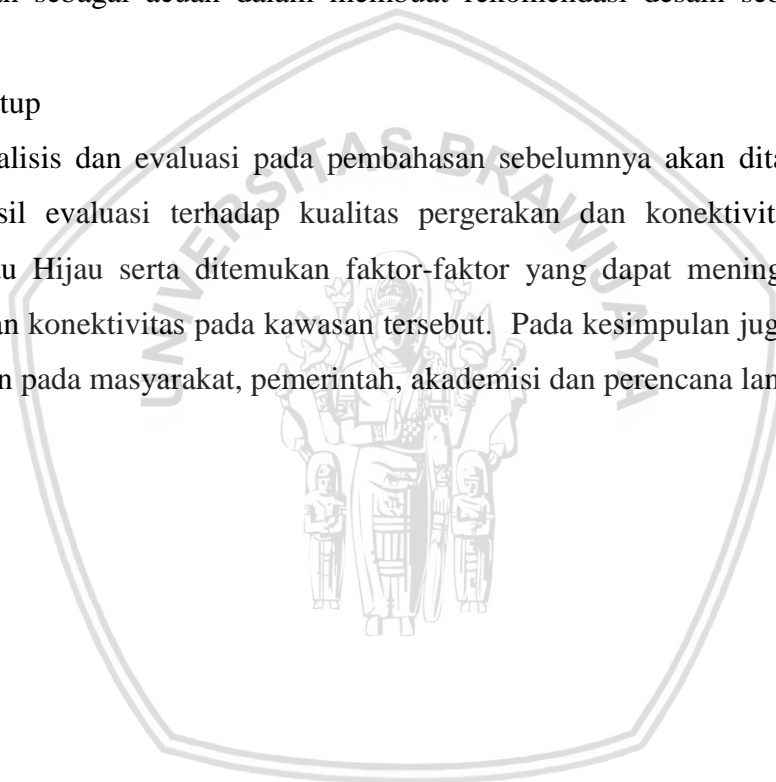 sebagai acuan dalam membuat rekomendasi desain
tup
alisis dan evaluasi pada pembahasan sebelumnya akan dita
sil evaluasi terhadap kualitas pergerakan dan konektivit
u Hijau serta ditemukan faktor-faktor yang dapat mening
an konektivitas pada kawasan tersebut. Pada kesimpulan jug
n pada masyarakat, pemerintah, akademisi dan perencana lan
UNIVERSITAS BRAWIJAYA